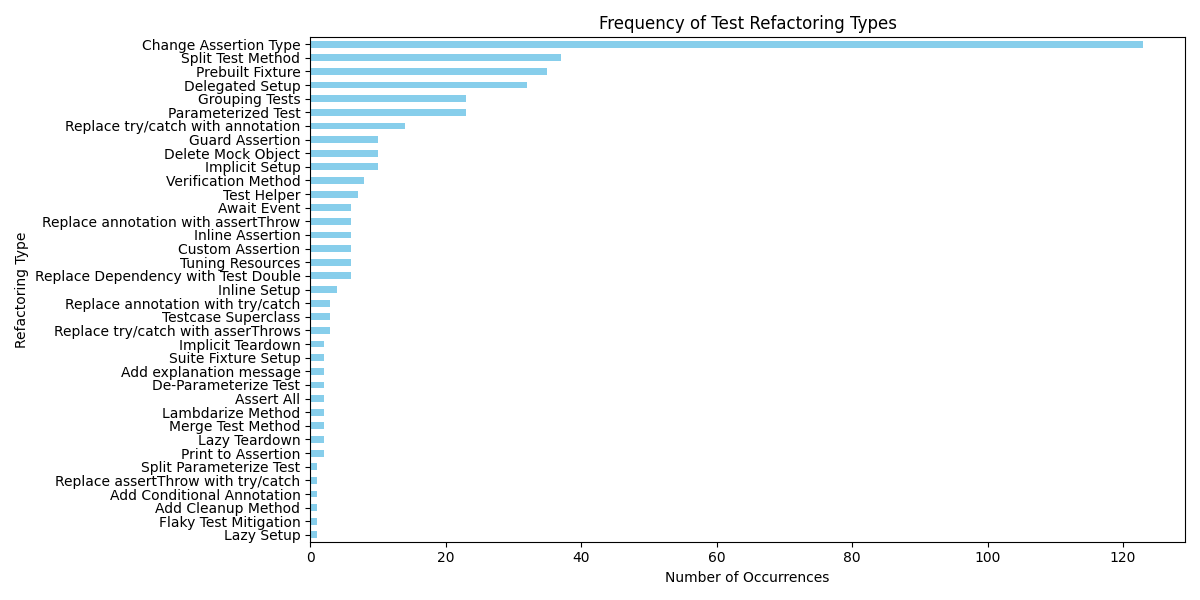 Frequency of Test Refactoring Types
Refactoring Type
Change Assertion Type
Split Test Method
Prebuilt Fixture
Delegated Setup
Grouping Tests
Parameterized Test
Replace try/catch with annotation
Guard Assertion
Delete Mock Object
Implicit Setup
Verification Method
Test Helper
Await Event
Replace annotation with assertThrow
Inline Assertion
Custom Assertion
Tuning Resources
Replace Dependency with Test Double
Inline Setup
Replace annotation with try/catch
Testcase Superclass
Replace try/catch with asserThrows
Implicit Teardown
Suite Fixture Setup
Add explanation message
De-Parameterize Test
Assert All
Lambdarize Method
Merge Test Method
Lazy Teardown
Print to Assertion
Split Parameterize Test
Replace assertThrow with try/catch
Add Conditional Annotation
Add Cleanup Method
Flaky Test Mitigation
Lazy Setup
0 20 40 60 80 100 120
Number of Occurrences